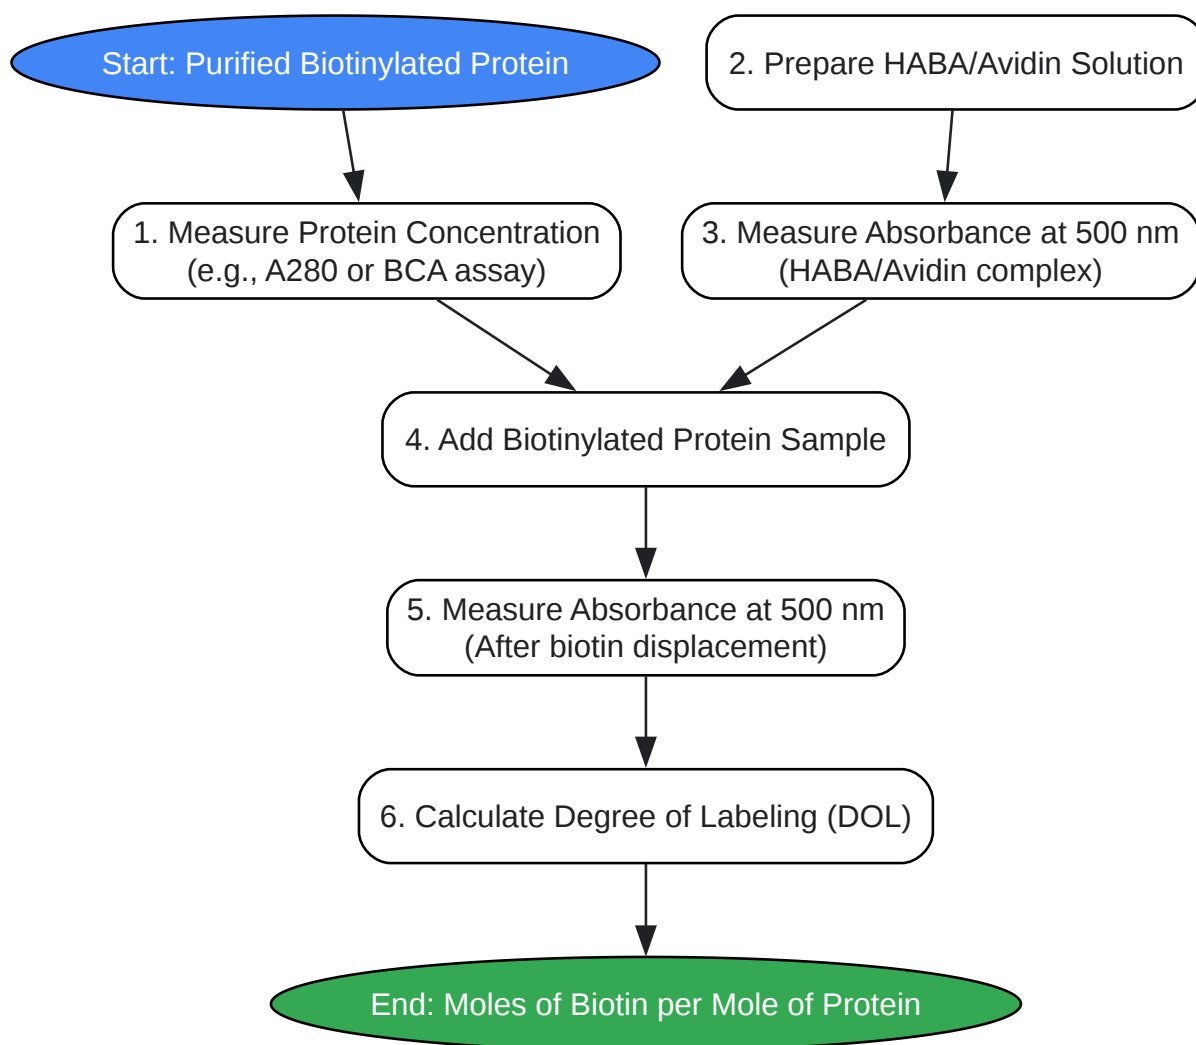 Start: Purified Biotinylated Protein
2. Prepare HABA/Avidin Solution
1. Measure Protein Concentration
(e.g., A280 or BCA assay)
3. Measure Absorbance at 500 nm
(HABA/Avidin complex)
4. Add Biotinylated Protein Sample
5. Measure Absorbance at 500 nm
(After biotin displacement)
6. Calculate Degree of Labeling (DOL)
End: Moles of Biotin per Mole of Protein